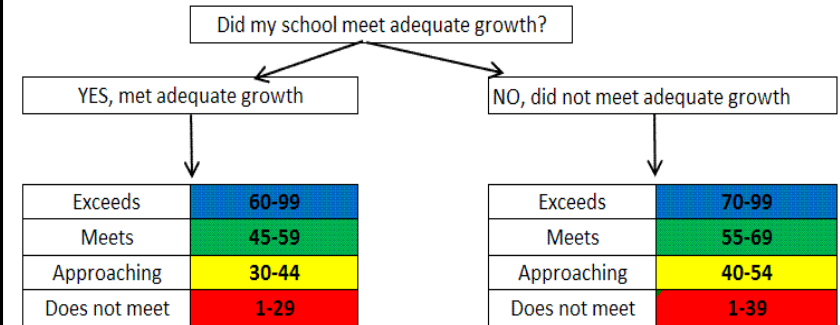 Did my school meet adequate growth?
YES, met adequate growth
NO, did not meet adequate growth
Exceeds 60-99
Meets 45-59
Approaching 30-44
Does not meet 1-29
Exceeds 70-99
Meets 55-69
Approaching 40-54
Does not meet 1-39